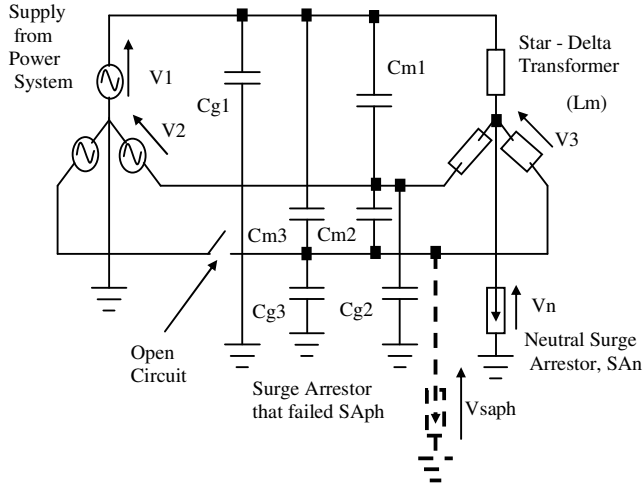 Supply
from
Power
System
V1
V2
Cg1
Cm1
Star - Delta
Transformer
(Lm)
V3
Cm3
Cm2
Cg3
Cg2
Open
Circuit
Vn
Neutral Surge
Arrestor, SAn
Surge Arrestor
that failed SAph
Vsaph